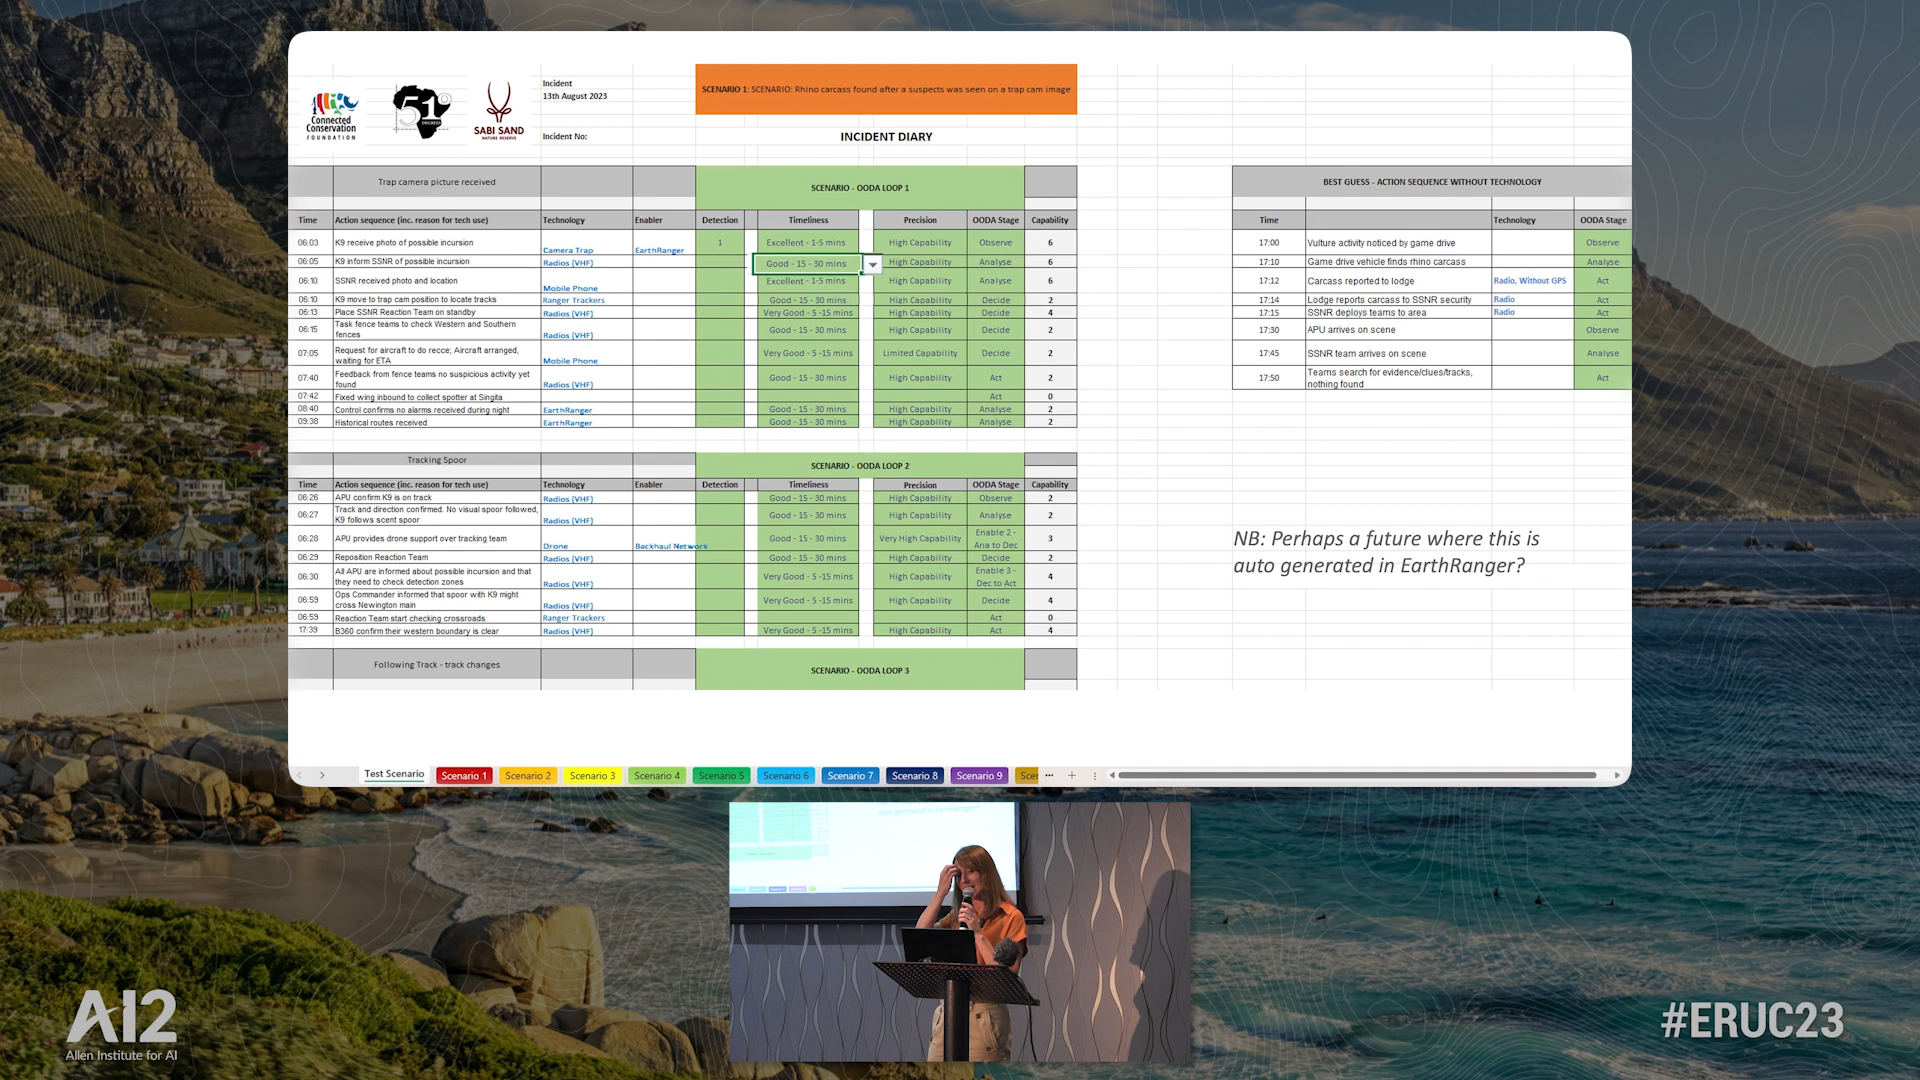 Connected
Conservation
FOUNDATION
51°
DEGREES
SABI SAND
NATURE RESERVE
Incident
13th August 2023
Incident No:
SCENARIO 1: SCENARIO: Rhino carcass found after a suspects was seen on a trap cam image
INCIDENT DIARY
Trap camera picture received
SCENARIO - OODA LOOP 1
Time Action sequence (inc. reason for tech use) Technology Enabler Detection Timeliness Precision OODA Stage Capability
06:03 K9 receive photo of possible incursion Camera Trap EarthRanger 1 Excellent - 1-5 mins High Capability Observe 6
06:05 K9 inform SSNR of possible incursion Radios (VHF) Good - 15 - 30 mins High Capability Analyse 6
06:10 SSNR received photo and location Mobile Phone Excellent - 1-5 mins High Capability Analyse 6
06:10 K9 move to trap cam position to locate tracks Ranger Trackers Good - 15 - 30 mins High Capability Decide 2
06:13 Place SSNR Reaction Team on standby Radios (VHF) Very Good - 5 -15 mins High Capability Decide 4
06:15 Task fence teams to check Western and Southern
fences Radios (VHF) Good - 15 - 30 mins High Capability Decide 2
07:05 Request for aircraft to do recce; Aircraft arranged,
waiting for ETA Mobile Phone Very Good - 5 -15 mins Limited Capability Decide 2
07:40 Feedback from fence teams no suspicious activity yet
found Radios (VHF) Good - 15 - 30 mins High Capability Act 2
07:42 Fixed wing inbound to collect spotter at Singita Act 0
08:40 Control confirms no alarms received during night EarthRanger Good - 15 - 30 mins High Capability Analyse 2
09:38 Historical routes received EarthRanger Good - 15 - 30 mins High Capability Analyse 2
Tracking Spoor
SCENARIO - OODA LOOP 2
Time Action sequence (inc. reason for tech use) Technology Enabler Detection Timeliness Precision OODA Stage Capability
06:26 APU confirm K9 is on track Radios (VHF) Good - 15 - 30 mins High Capability Observe 2
06:27 Track and direction confirmed. No visual spoor followed,
K9 follows scent spoor Radios (VHF) Good - 15 - 30 mins High Capability Analyse 2
06:28 APU provides drone support over tracking team Drone Backhaul Network Good - 15 - 30 mins Very High Capability Enable 2 -
Ana to Dec 3
06:29 Reposition Reaction Team Radios (VHF) Good - 15 - 30 mins High Capability Decide 2
06:30 All APU are informed about possible incursion and that
they need to check detection zones Radios (VHF) Very Good - 5 -15 mins High Capability Enable 3 -
Dec to Act 4
06:59 Ops Commander informed that spoor with K9 might
cross Newington main Radios (VHF) Very Good - 5 -15 mins High Capability Decide 4
06:59 Reaction Team start checking crossroads Ranger Trackers Act 0
17:39 B360 confirm their western boundary is clear Radios (VHF) Very Good - 5 -15 mins High Capability Act 4
Following Track - track changes
SCENARIO - OODA LOOP 3
BEST GUESS - ACTION SEQUENCE WITHOUT TECHNOLOGY
Time Technology OODA Stage
17:00 Vulture activity noticed by game drive Observe
17:10 Game drive vehicle finds rhino carcass Analyse
17:12 Carcass reported to lodge Radio, Without GPS Act
17:14 Lodge reports carcass to SSNR security Radio Act
17:15 SSNR deploys teams to area Radio Act
17:30 APU arrives on scene Observe
17:45 SSNR team arrives on scene Analyse
17:50 Teams search for evidence/clues/tracks,
nothing found Act
NB: Perhaps a future where this is
auto generated in EarthRanger?
Test Scenario Scenario 1 Scenario 2 Scenario 3 Scenario 4 Scenario 5 Scenario 6 Scenario 7 Scenario 8 Scenario 9 Scer
AI2
Allen Institute for AI
#ERUC23